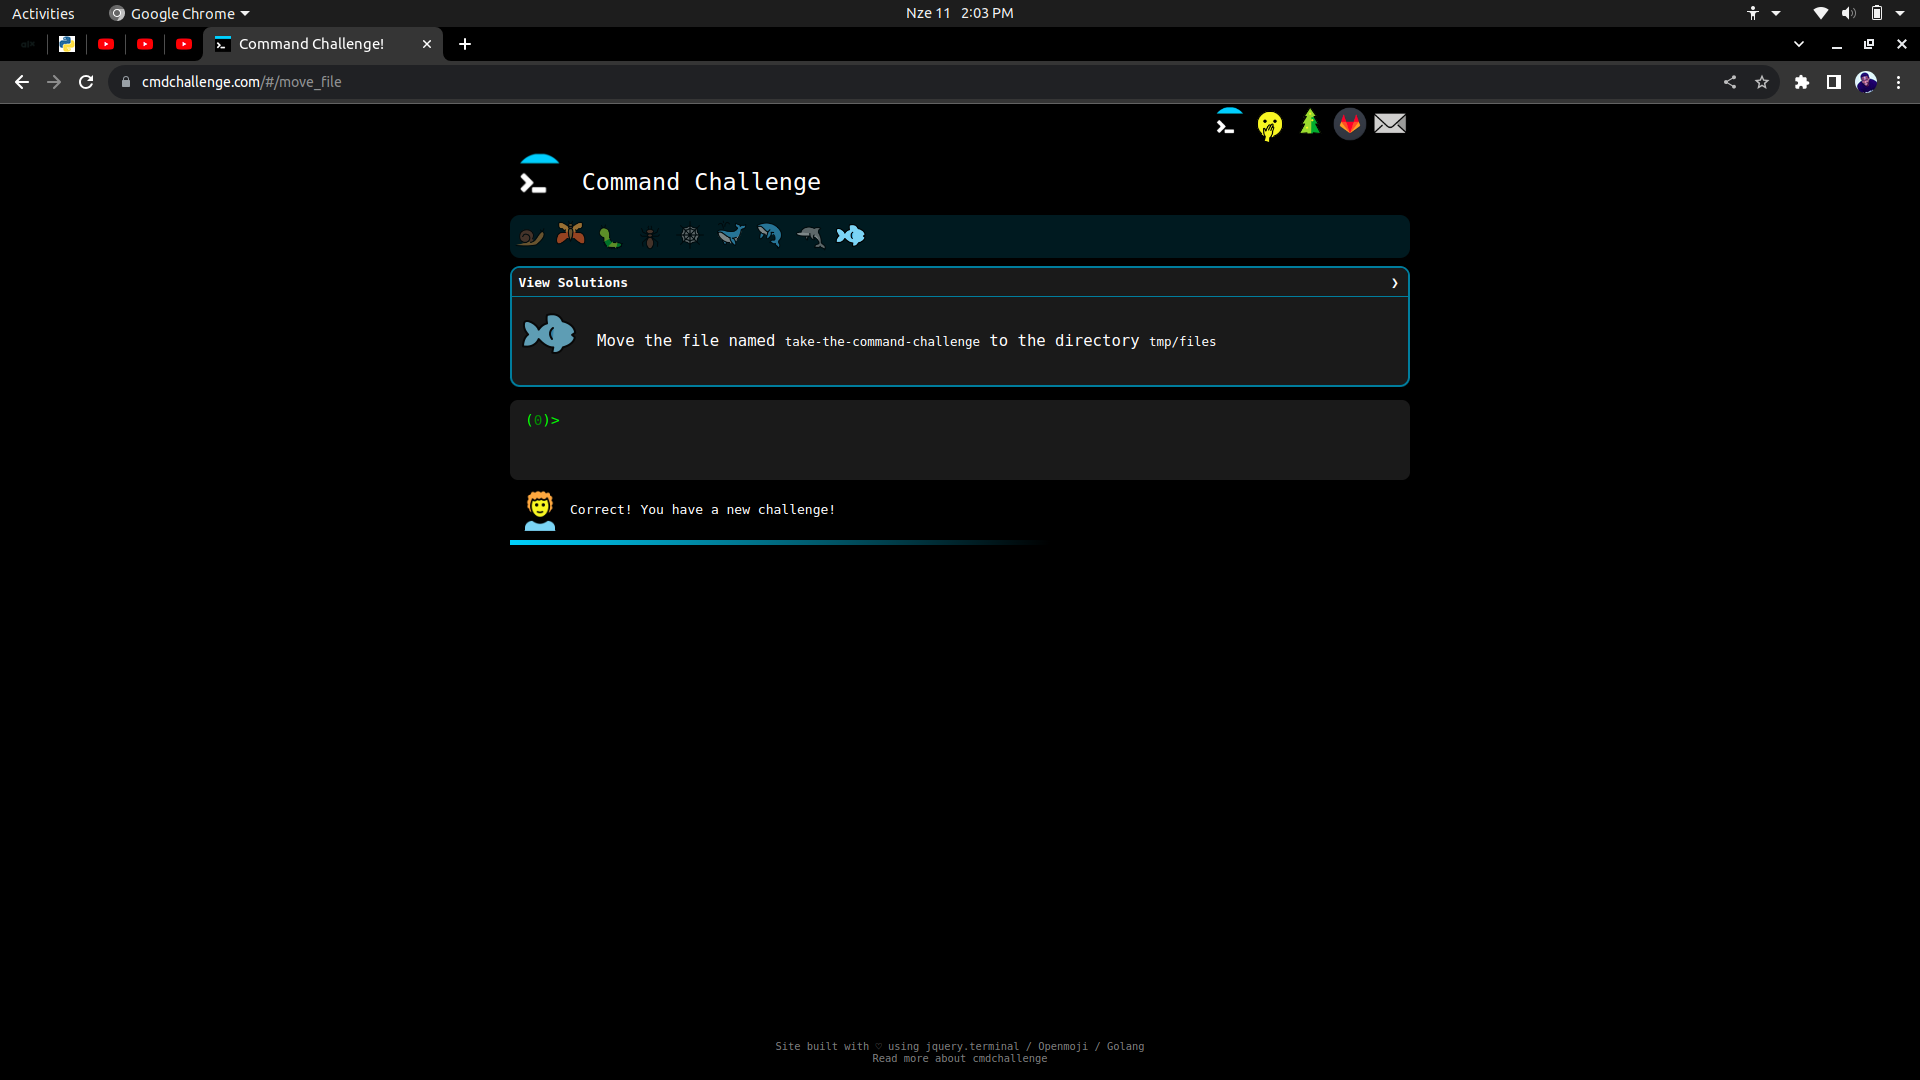 Activities
Google Chrome
Nze 11 2:03 PM
Command Challenge!
cmdchallenge.com/#/move_file
Command Challenge
View Solutions
Move the file named take-the-command-challenge to the directory tmp/files
(0)>
Correct! You have a new challenge!
Site built with ♡ using jquery.terminal / Openmoji / Golang
Read more about cmdchallenge